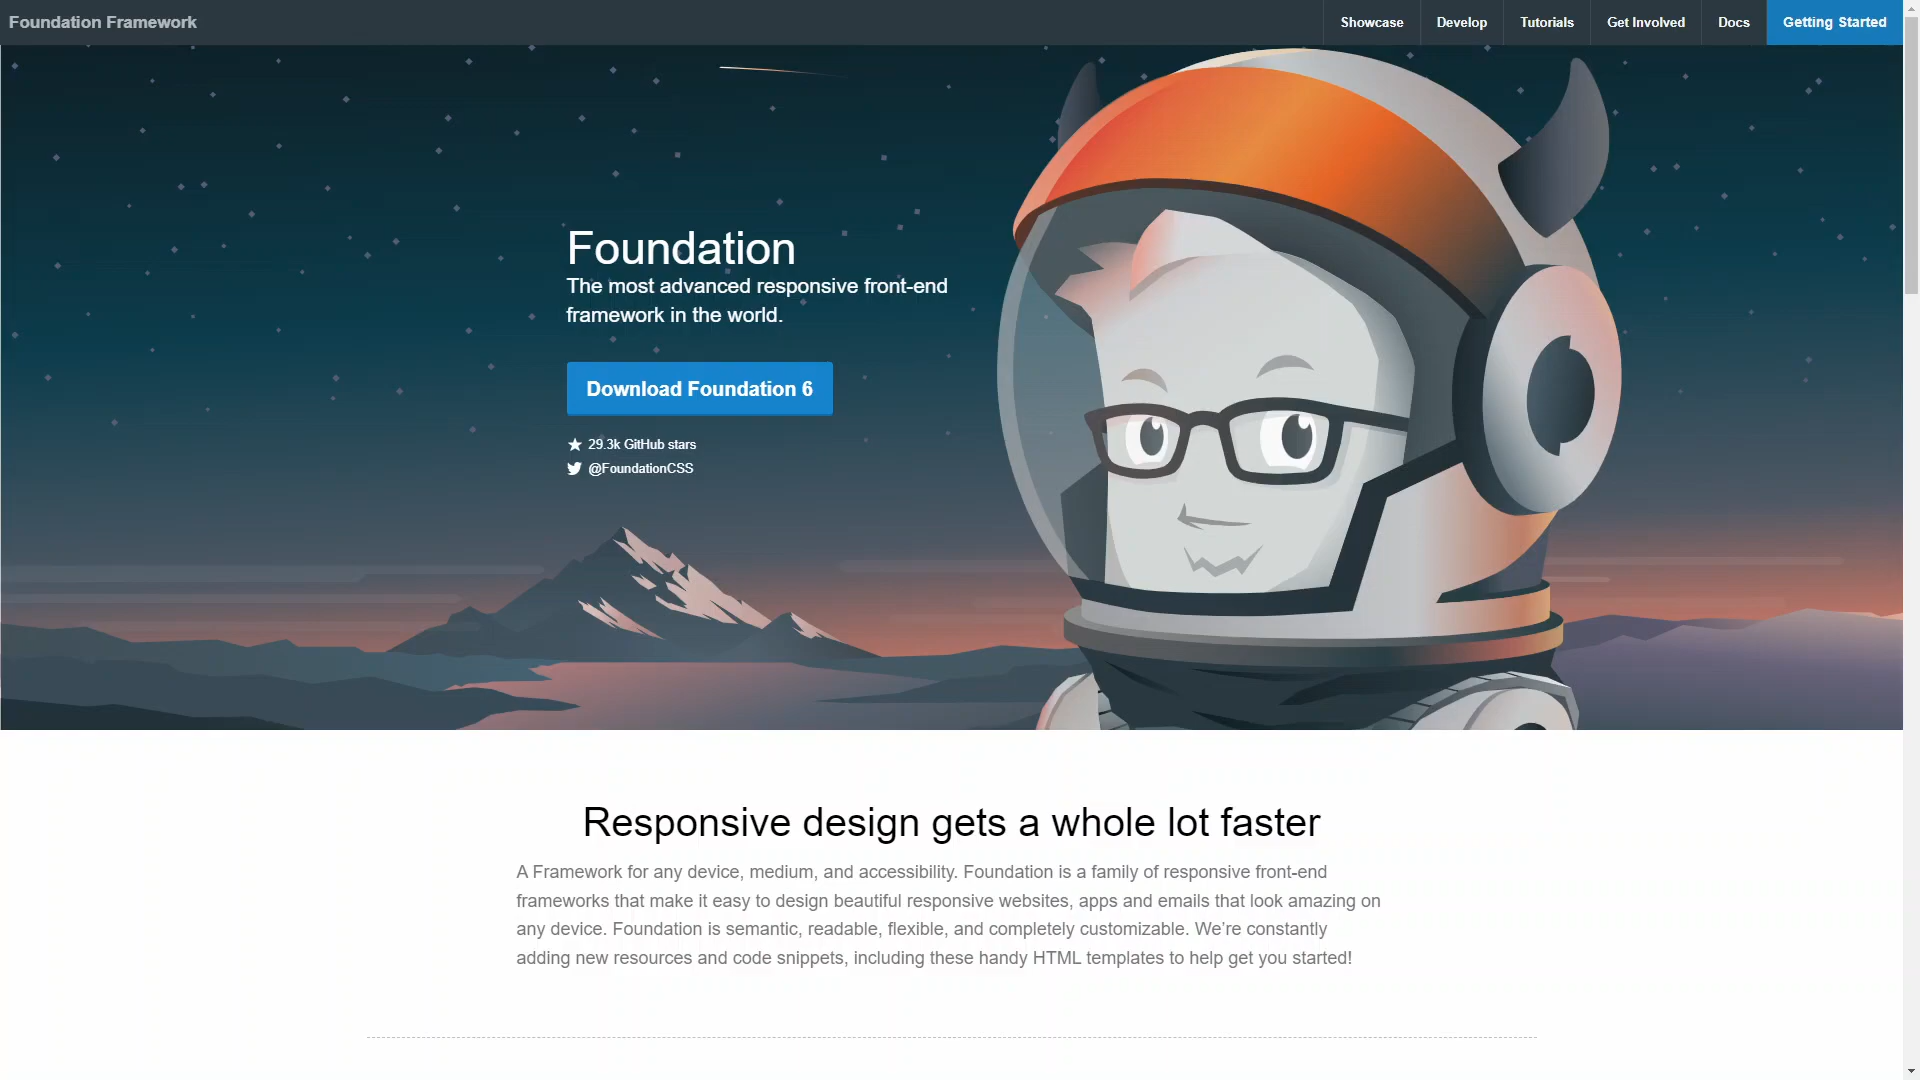 Foundation Framework
Showcase
Develop
Tutorials
Get Involved
Docs
Getting Started
Foundation
The most advanced responsive front-end
framework in the world.
Download Foundation 6
29.3k GitHub stars
@FoundationCSS
Responsive design gets a whole lot faster
A Framework for any device, medium, and accessibility. Foundation is a family of responsive front-end
frameworks that make it easy to design beautiful responsive websites, apps and emails that look amazing on
any device. Foundation is semantic, readable, flexible, and completely customizable. We’re constantly
adding new resources and code snippets, including these handy HTML templates to help get you started!